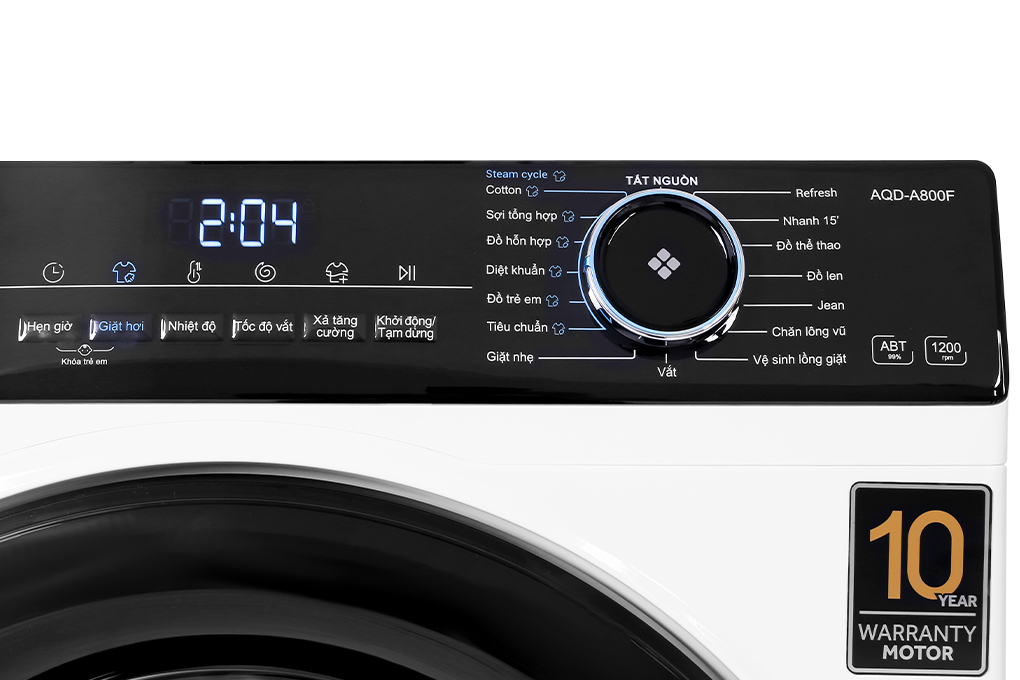 2:04
Hẹn giờ
Giặt hơi
Nhiệt độ
Tốc độ vắt
Xả tăng
cường
Khởi động/
Tạm dừng
Khóa trẻ em
Steam cycle
Cotton
Sợi tổng hợp
Đồ hỗn hợp
Diệt khuẩn
Đồ trẻ em
Tiêu chuẩn
Giặt nhẹ
TẮT NGUỒN
Vắt
Refresh
Nhanh 15'
Đồ thể thao
Đồ len
Jean
Chăn lông vũ
Vệ sinh lồng giặt
AQD-A800F
ABT
99%
1200
rpm
10
YEAR
WARRANTY
MOTOR